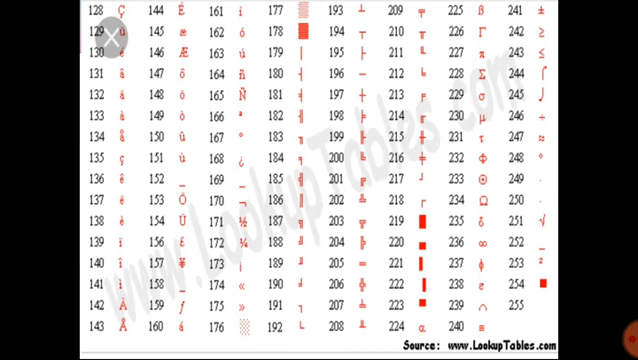 128 Ç 144 É 161 í 177 ▒ 193 ┴ 209 ╤ 225 ß 241 ±
129 ü 145 æ 162 ó 178 ▓ 194 ┬ 210 ╥ 226 Γ 242 ≥
130 é 146 Æ 163 ú 179 │ 195 ├ 211 ╙ 227 π 243 ≤
131 â 147 ô 164 ñ 180 ┤ 196 ─ 212 ╘ 228 Σ 244 ⌠
132 ä 148 ö 165 Ñ 181 ╡ 197 ┼ 213 ╒ 229 σ 245 ⌡
133 à 149 ò 166 ª 182 ╢ 198 ╞ 214 ╓ 230 µ 246 ÷
134 å 150 û 167 º 183 ╖ 199 ╟ 215 ╫ 231 τ 247 ≈
135 ç 151 ù 168 ¿ 184 ╕ 200 ╚ 216 ╪ 232 Φ 248 °
136 ê 152 _ 169 _ 185 ╣ 201 ╔ 217 ┘ 233 Θ 249 ∙
137 ë 153 Ö 170 ¬ 186 ║ 202 ╩ 218 ┌ 234 Ω 250 ·
138 è 154 Ü 171 ½ 187 ╗ 203 ╦ 219 █ 235 δ 251 √
139 ï 156 £ 172 ¼ 188 ╝ 204 ╠ 220 ▄ 236 ∞ 252 _
140 î 157 ¥ 173 ¡ 189 ╜ 205 ═ 221 ▌ 237 φ 253 ²
141 ì 158 _ 174 « 190 ╛ 206 ╬ 222 ▐ 238 ε 254 ■
142 Ä 159 ƒ 175 » 191 ┐ 207 ╧ 223 ▀ 239 ∩ 255
143 Å 160 á 176 ░ 192 └ 208 ╨ 224 α 240 ≡
www.LookupTables.com
Source: www.LookupTables.com